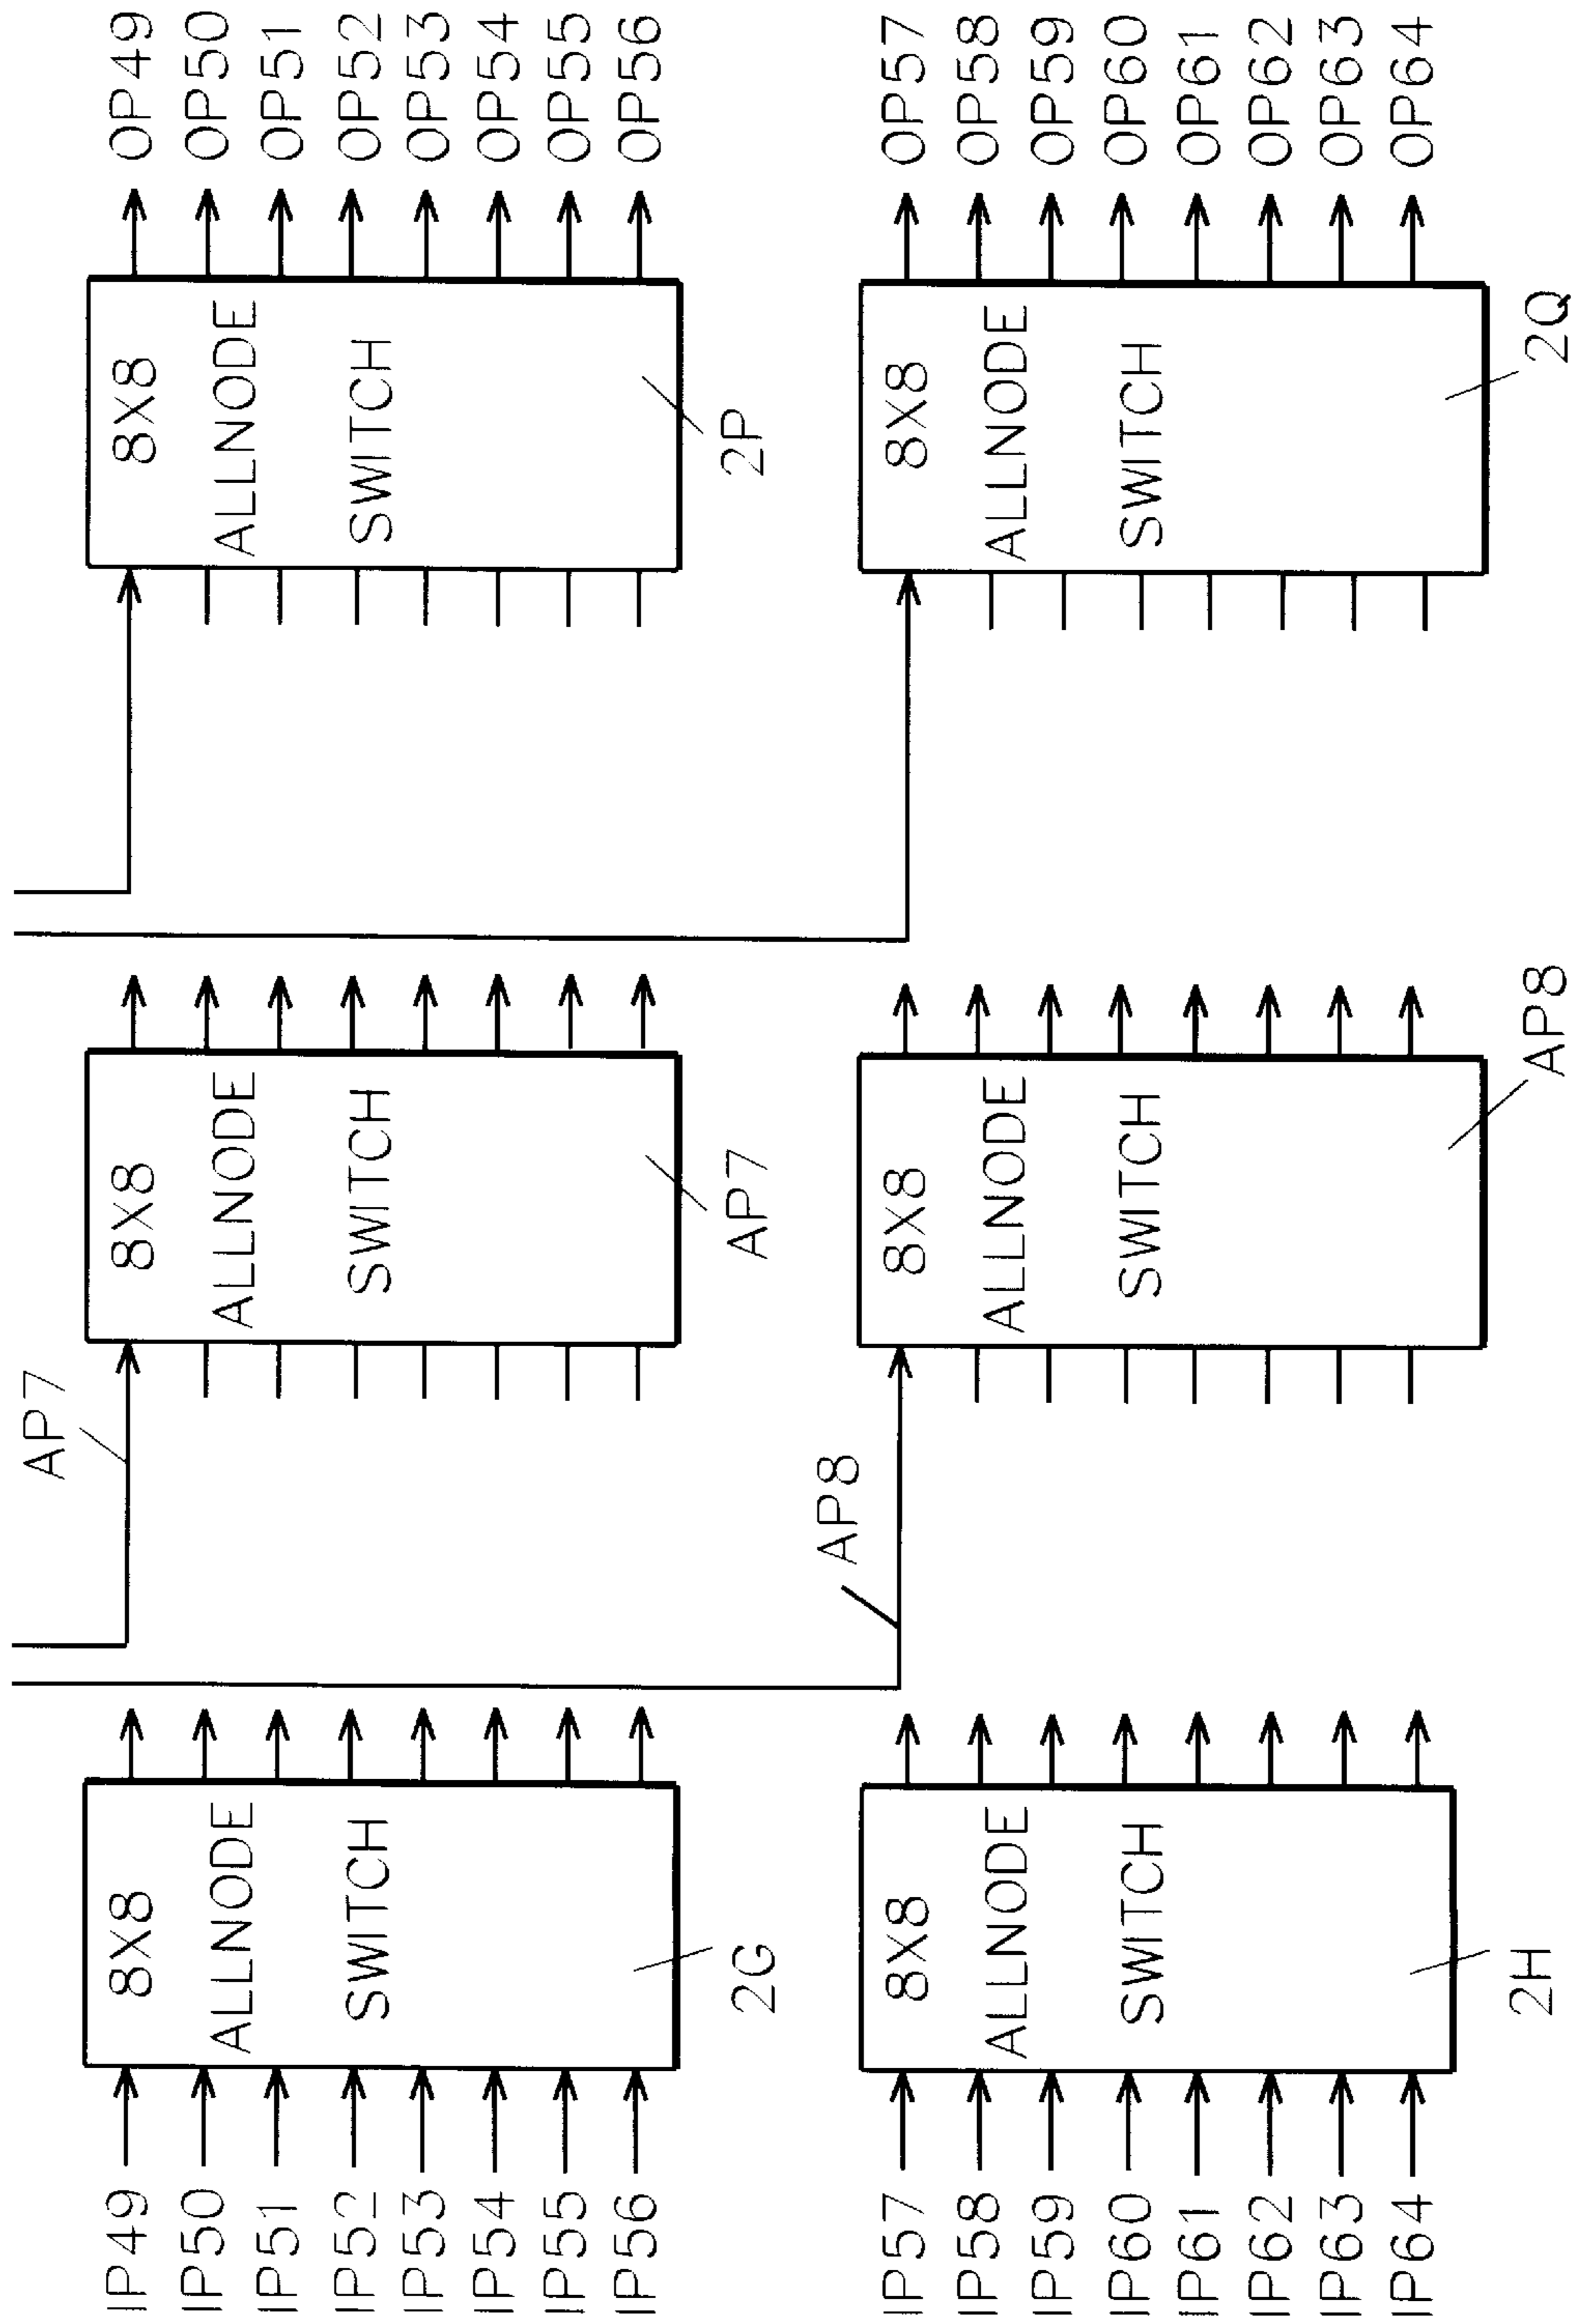 IP49
IP50
IP51
IP52
IP53
IP54
IP55
IP56
8X8
ALLNODE
SWITCH
2G
AP7
8X8
ALLNODE
SWITCH
AP7
8X8
ALLNODE
SWITCH
2P
OP49
OP50
OP51
OP52
OP53
OP54
OP55
OP56
IP57
IP58
IP59
IP60
IP61
IP62
IP63
IP64
8X8
ALLNODE
SWITCH
2H
AP8
8X8
ALLNODE
SWITCH
AP8
8X8
ALLNODE
SWITCH
2Q
OP57
OP58
OP59
OP60
OP61
OP62
OP63
OP64